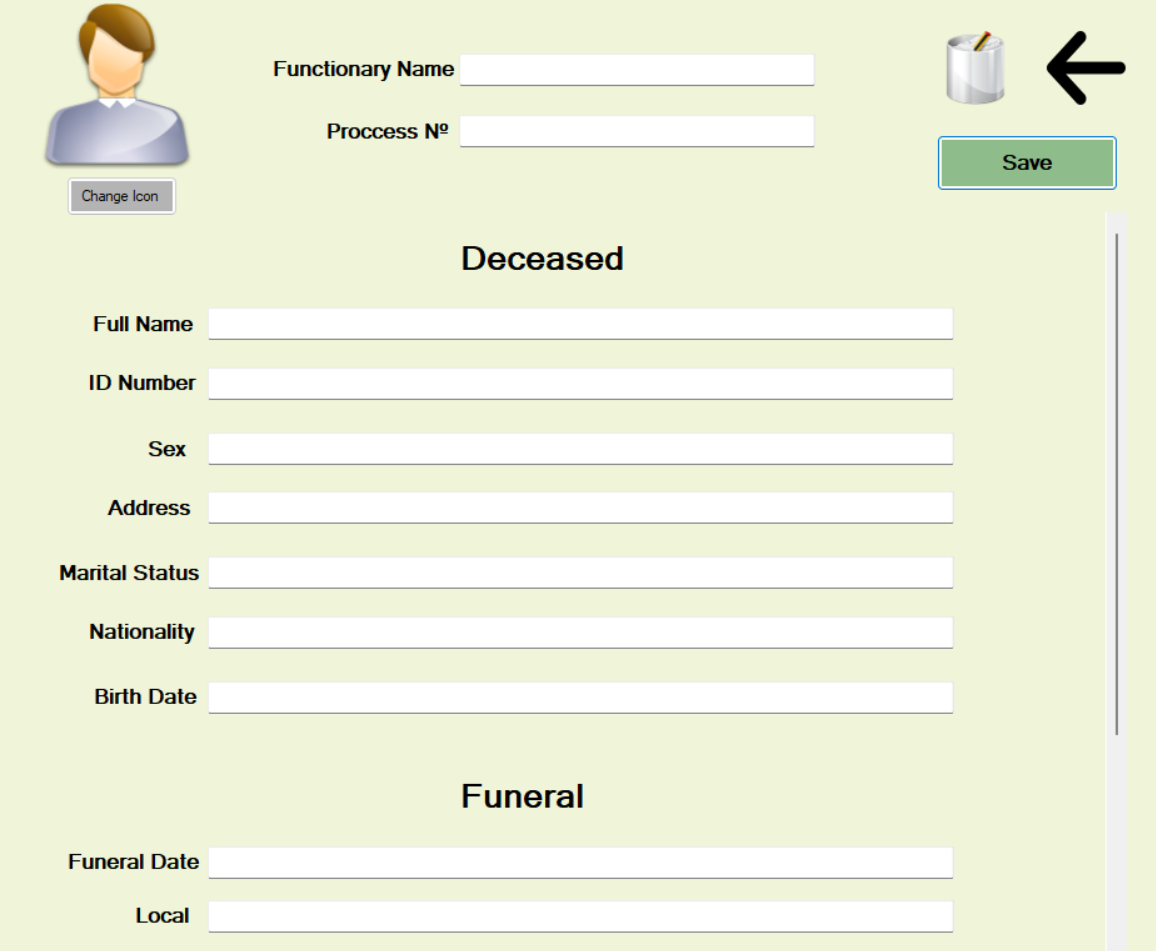 Functionary Name
Proccess Nº
Save
Change Icon
Deceased
Full Name
ID Number
Sex
Address
Marital Status
Nationality
Birth Date
Funeral
Funeral Date
Local